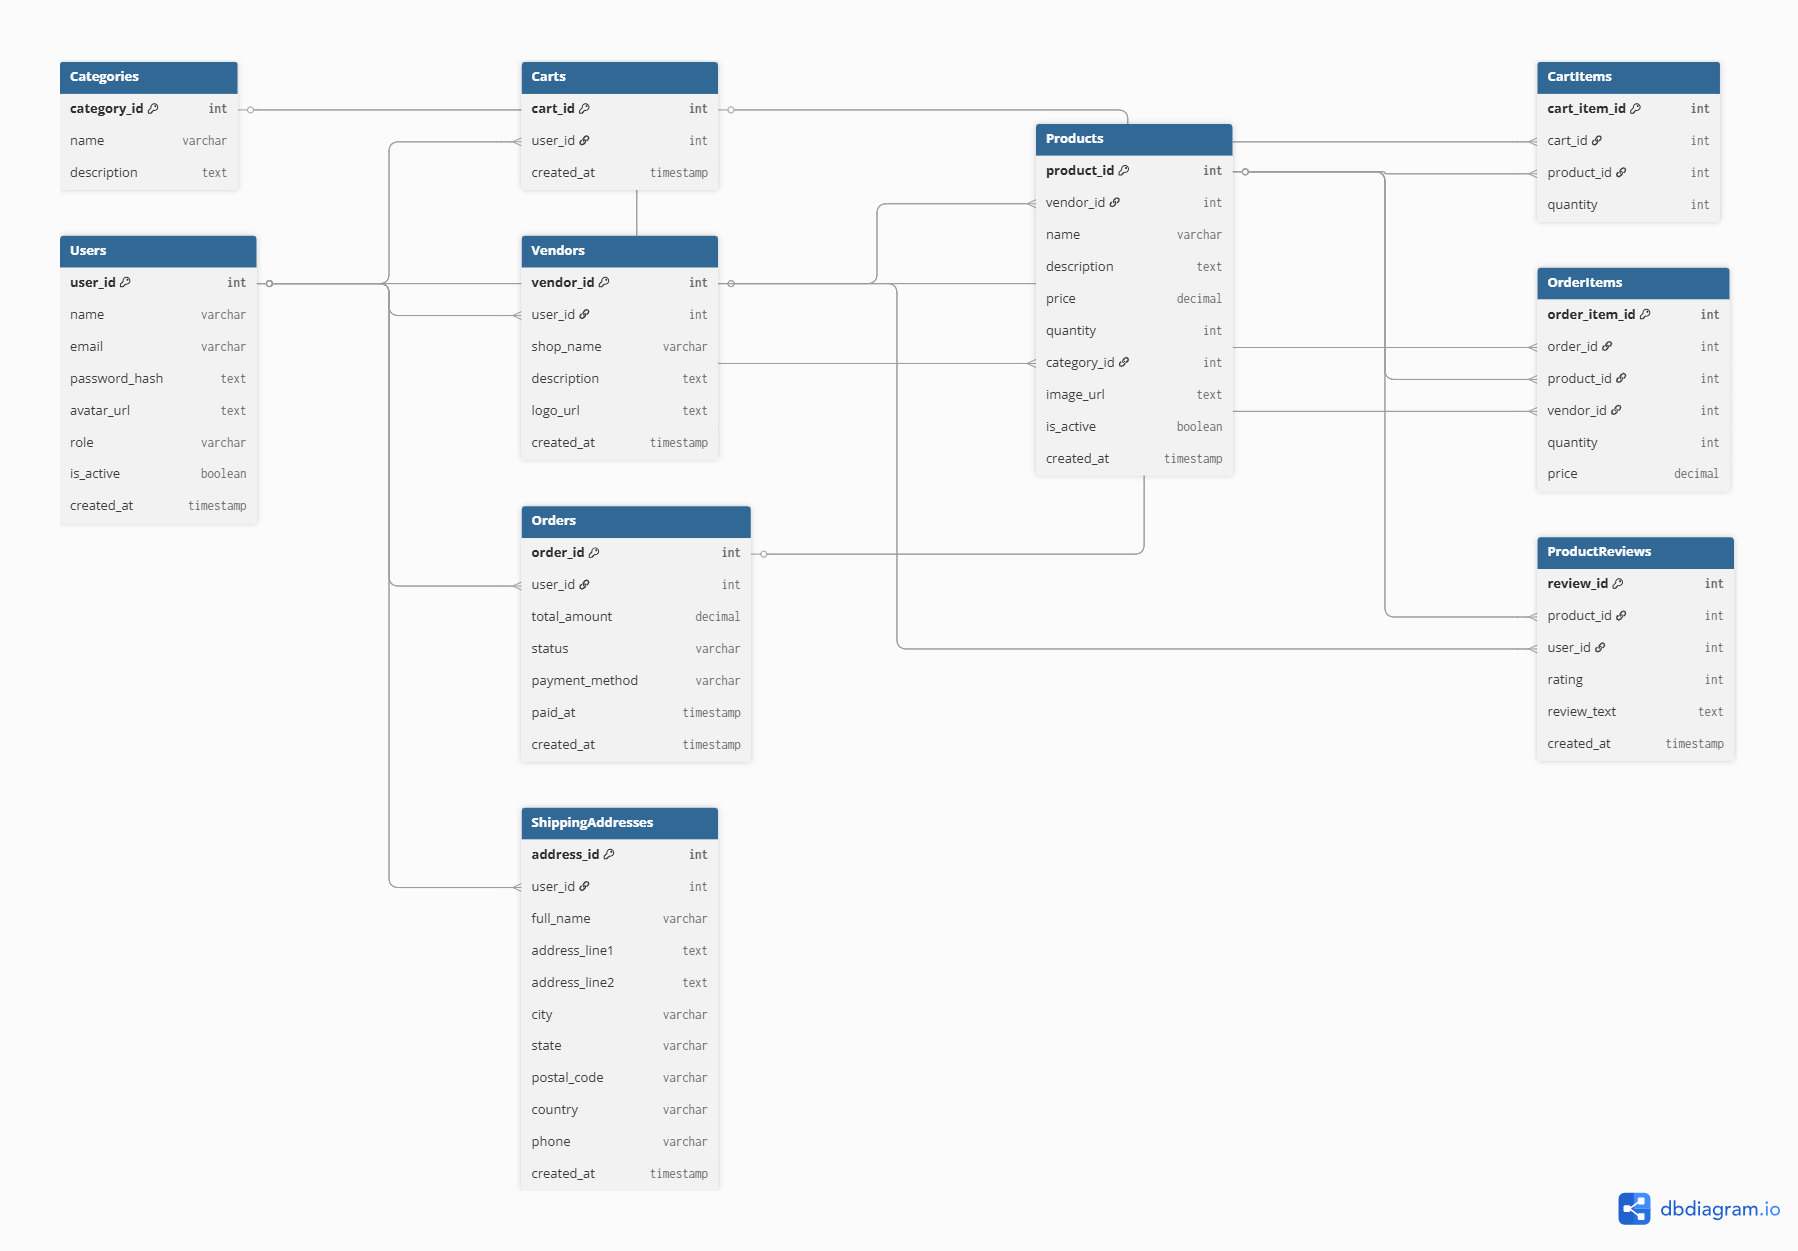 Categories
category_id int
name varchar
description text
Users
user_id int
name varchar
email varchar
password_hash text
avatar_url text
role varchar
is_active boolean
created_at timestamp
Carts
cart_id int
user_id int
created_at timestamp
Vendors
vendor_id int
user_id int
shop_name varchar
description text
logo_url text
created_at timestamp
Orders
order_id int
user_id int
total_amount decimal
status varchar
payment_method varchar
paid_at timestamp
created_at timestamp
ShippingAddresses
address_id int
user_id int
full_name varchar
address_line1 text
address_line2 text
city varchar
state varchar
postal_code varchar
country varchar
phone varchar
created_at timestamp
Products
product_id int
vendor_id int
name varchar
description text
price decimal
quantity int
category_id int
image_url text
is_active boolean
created_at timestamp
CartItems
cart_item_id int
cart_id int
product_id int
quantity int
OrderItems
order_item_id int
order_id int
product_id int
vendor_id int
quantity int
price decimal
ProductReviews
review_id int
product_id int
user_id int
rating int
review_text text
created_at timestamp
dbdiagram.io